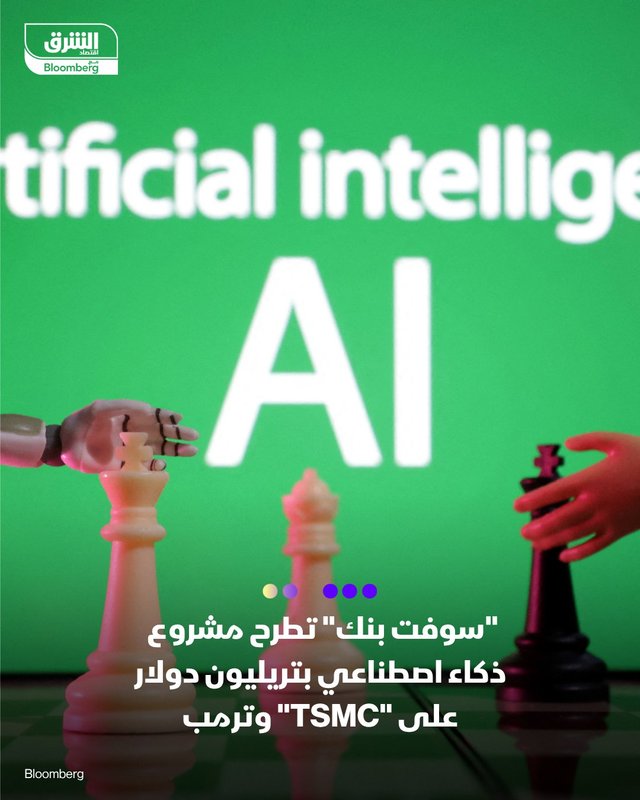 الشرق
اقتصاد
مع
Bloomberg
tificial intellige
AI
"سوفت بنك" تطرح مشروع
ذكاء اصطناعي بتريليون دولار
على "TSMC" وترمب
Bloomberg